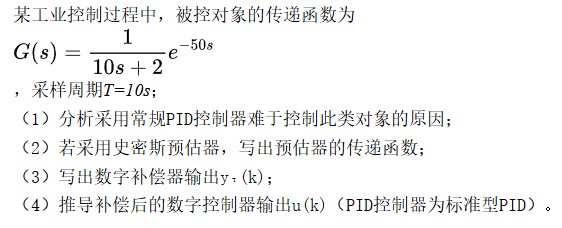 某工业控制过程中，被控对象的传递函数为
G(s) = \frac{1}{10s + 2} e^{-50s}
，采样周期T=10s；
（1）分析采用常规PID控制器难于控制此类对象的原因；
（2）若采用史密斯预估器，写出预估器的传递函数；
（3）写出数字补偿器输出y (k)；
（4）推导补偿后的数字控制器输出u(k)（PID控制器为标准型PID）。